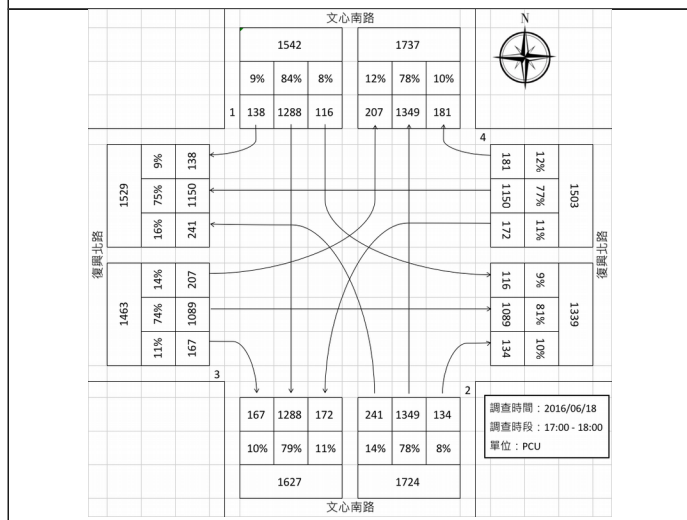 文心南路
N
1542
1737
9% 84% 8%
12% 78% 10%
1 138 1288 116
207 1349 181
4
1529
9% 138
75% 1150
16% 241
181 12%
1150 77%
172 11%
1503
復興北路
復興北路
1463
14% 207
74% 1089
11% 167
116 9%
1089 81%
134 10%
1339
3
2
167 1288 172
241 1349 134
10% 79% 11%
14% 78% 8%
1627
1724
調查時間：2016/06/18
調查時段：17:00 - 18:00
單位：PCU
文心南路